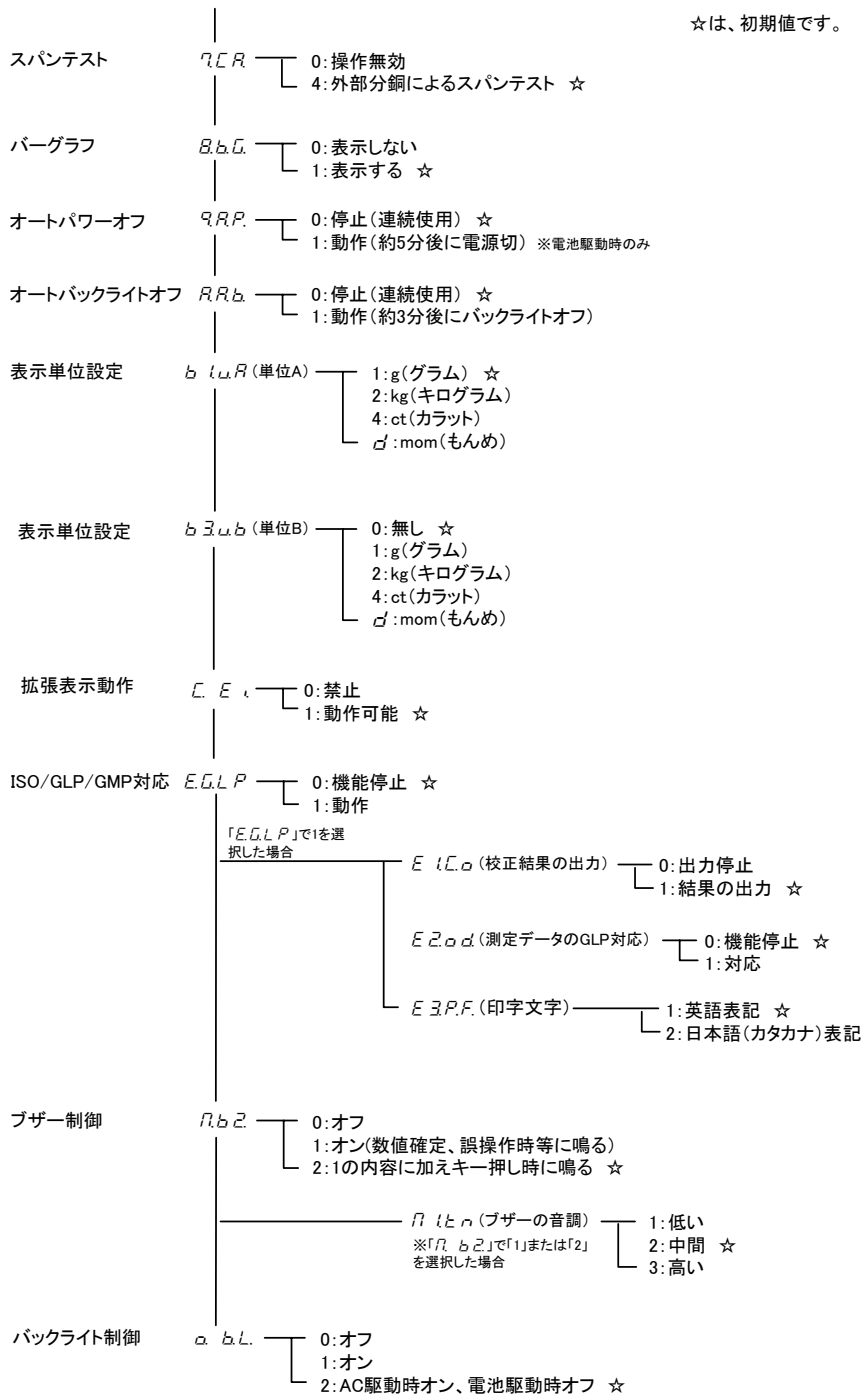 ☆は、初期値です。
スパンテスト 7.CA. 0:操作無効
4:外部分銅によるスパンテスト ☆
バーグラフ 8.b.G. 0:表示しない
1:表示する ☆
オートパワーオフ 9.A.P. 0:停止(連続使用) ☆
1:動作(約5分後に電源切) ※電池駆動時のみ
オートバックライトオフ A.A.b. 0:停止(連続使用) ☆
1:動作(約3分後にバックライトオフ)
表示単位設定 b 1.u.A (単位A) 1:g(グラム) ☆
2:kg(キログラム)
4:ct(カラット)
d:mom(もんめ)
表示単位設定 b 3.u.b (単位B) 0:無し ☆
1:g(グラム)
2:kg(キログラム)
4:ct(カラット)
d:mom(もんめ)
拡張表示動作 C. E i. 0:禁止
1:動作可能 ☆
ISO/GLP/GMP対応 E.G.L P 0:機能停止 ☆
1:動作
「E.G.L P」で1を選
択した場合
E 1.C.o (校正結果の出力) 0:出力停止
1:結果の出力 ☆
E 2.o d. (測定データのGLP対応) 0:機能停止 ☆
1:対応
E 3.P.F. (印字文字) 1:英語表記 ☆
2:日本語(カタカナ)表記
ブザー制御 M.b 2. 0:オフ
1:オン(数値確定、誤操作時等に鳴る)
2:1の内容に加えキー押し時に鳴る ☆
M 1.t n (ブザーの音調) 1:低い
※「M. b 2.」で「1」または「2」
を選択した場合
2:中間 ☆
3:高い
バックライト制御 o. b.L. 0:オフ
1:オン
2:AC駆動時オン、電池駆動時オフ ☆